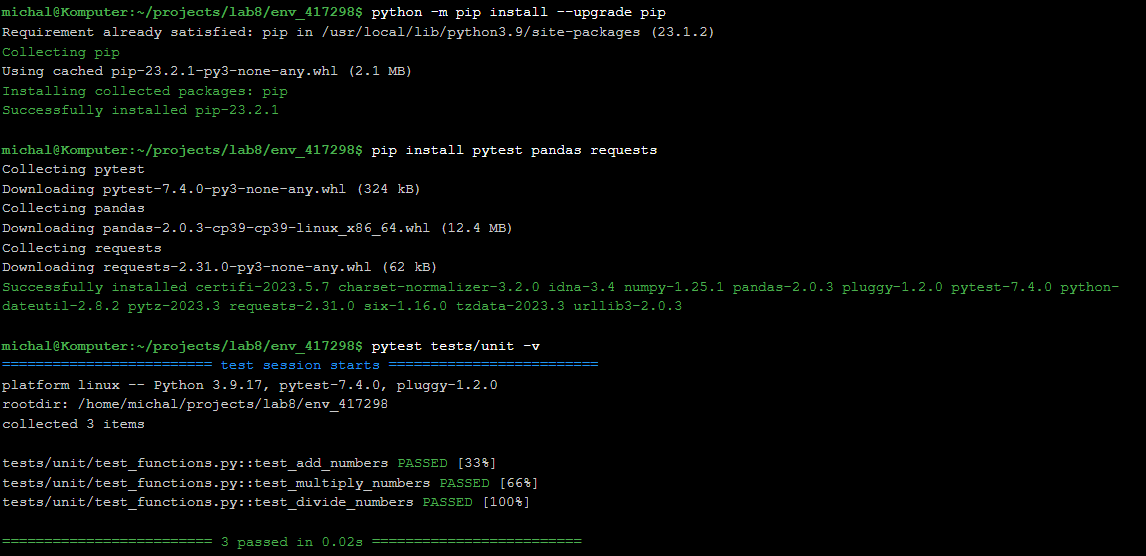 michal@Komputer:~/projects/lab8/env_417298$ python -m pip install --upgrade pip
Requirement already satisfied: pip in /usr/local/lib/python3.9/site-packages (23.1.2)
Collecting pip
Using cached pip-23.2.1-py3-none-any.whl (2.1 MB)
Installing collected packages: pip
Successfully installed pip-23.2.1
michal@Komputer:~/projects/lab8/env_417298$ pip install pytest pandas requests
Collecting pytest
Downloading pytest-7.4.0-py3-none-any.whl (324 kB)
Collecting pandas
Downloading pandas-2.0.3-cp39-cp39-linux_x86_64.whl (12.4 MB)
Collecting requests
Downloading requests-2.31.0-py3-none-any.whl (62 kB)
Successfully installed certifi-2023.5.7 charset-normalizer-3.2.0 idna-3.4 numpy-1.25.1 pandas-2.0.3 pluggy-1.2.0 pytest-7.4.0 python-
dateutil-2.8.2 pytz-2023.3 requests-2.31.0 six-1.16.0 tzdata-2023.3 urllib3-2.0.3
michal@Komputer:~/projects/lab8/env_417298$ pytest tests/unit -v
========================= test session starts =========================
platform linux -- Python 3.9.17, pytest-7.4.0, pluggy-1.2.0
rootdir: /home/michal/projects/lab8/env_417298
collected 3 items
tests/unit/test_functions.py::test_add_numbers PASSED [33%]
tests/unit/test_functions.py::test_multiply_numbers PASSED [66%]
tests/unit/test_functions.py::test_divide_numbers PASSED [100%]
========================= 3 passed in 0.02s =========================